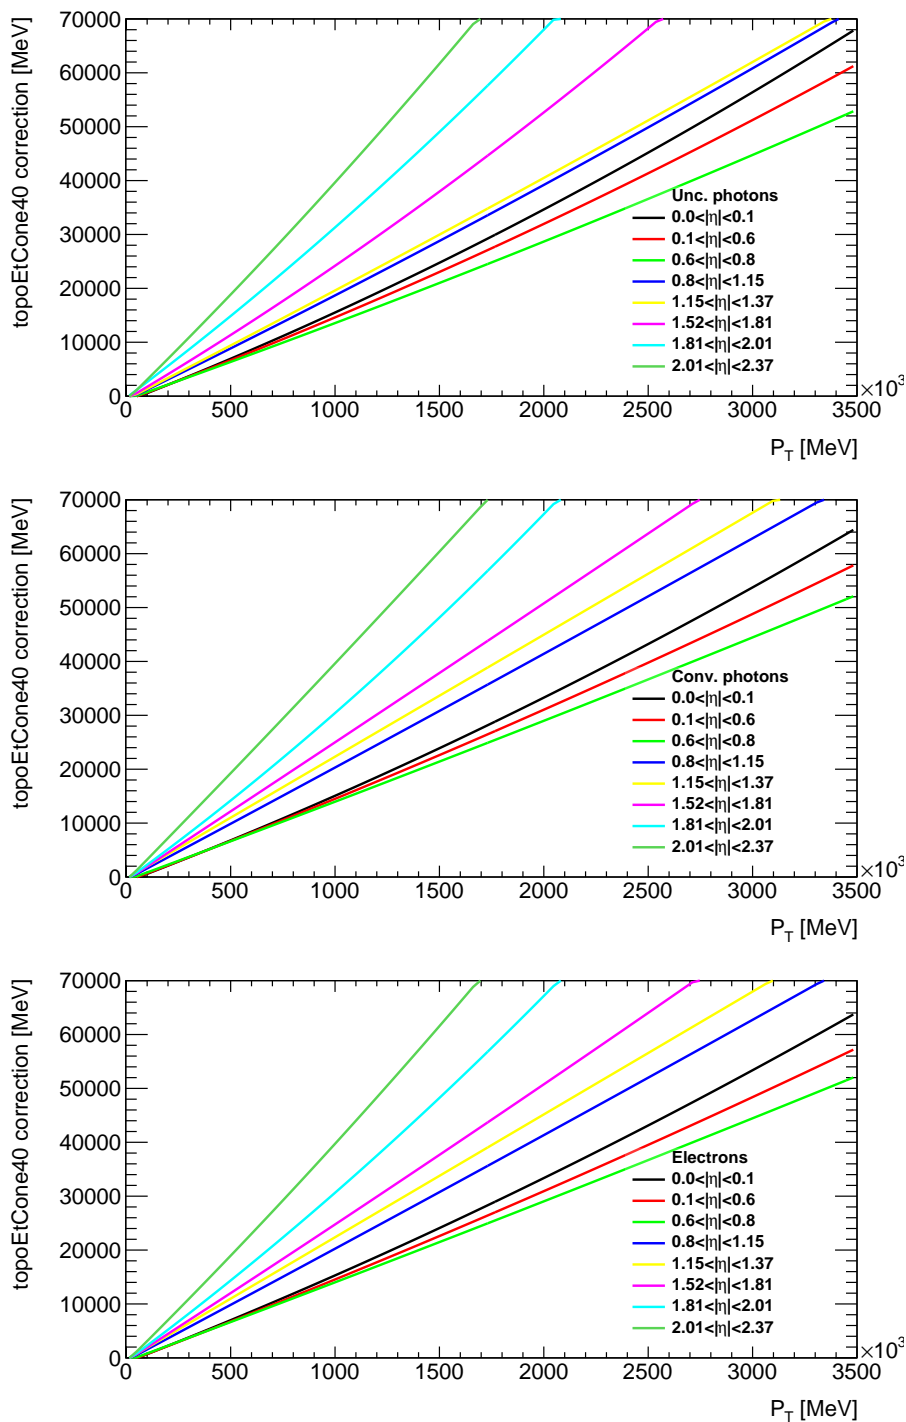 topoEtCone40 correction [MeV]
70000
60000
50000
40000
30000
20000
10000
0
Unc. photons
0.0<|η|<0.1
0.1<|η|<0.6
0.6<|η|<0.8
0.8<|η|<1.15
1.15<|η|<1.37
1.52<|η|<1.81
1.81<|η|<2.01
2.01<|η|<2.37
0 500 1000 1500 2000 2500 3000 3500
×10³
P_T [MeV]
topoEtCone40 correction [MeV]
70000
60000
50000
40000
30000
20000
10000
0
Conv. photons
0.0<|η|<0.1
0.1<|η|<0.6
0.6<|η|<0.8
0.8<|η|<1.15
1.15<|η|<1.37
1.52<|η|<1.81
1.81<|η|<2.01
2.01<|η|<2.37
0 500 1000 1500 2000 2500 3000 3500
×10³
P_T [MeV]
topoEtCone40 correction [MeV]
70000
60000
50000
40000
30000
20000
10000
0
Electrons
0.0<|η|<0.1
0.1<|η|<0.6
0.6<|η|<0.8
0.8<|η|<1.15
1.15<|η|<1.37
1.52<|η|<1.81
1.81<|η|<2.01
2.01<|η|<2.37
0 500 1000 1500 2000 2500 3000 3500
×10³
P_T [MeV]